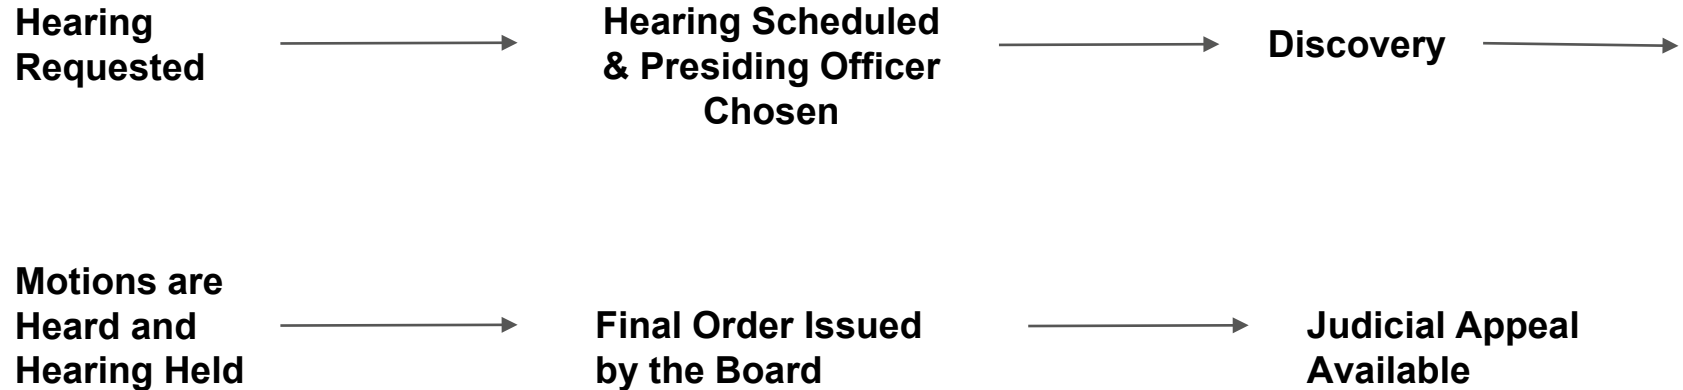 Hearing
Requested
Hearing Scheduled
& Presiding Officer
Chosen
Discovery
Motions are
Heard and
Hearing Held
Final Order Issued
by the Board
Judicial Appeal
Available